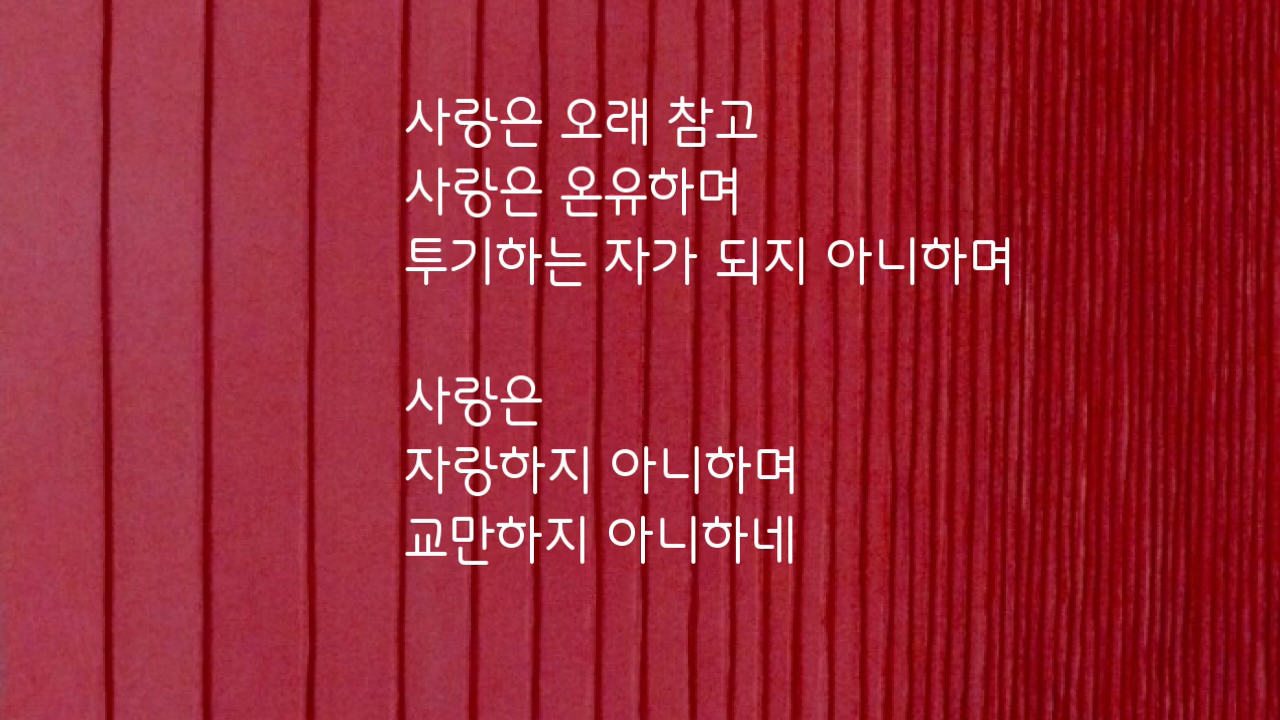 사랑은 오래 참고
사랑은 온유하며
투기하는 자가 되지 아니하며
사랑은
자랑하지 아니하며
교만하지 아니하네